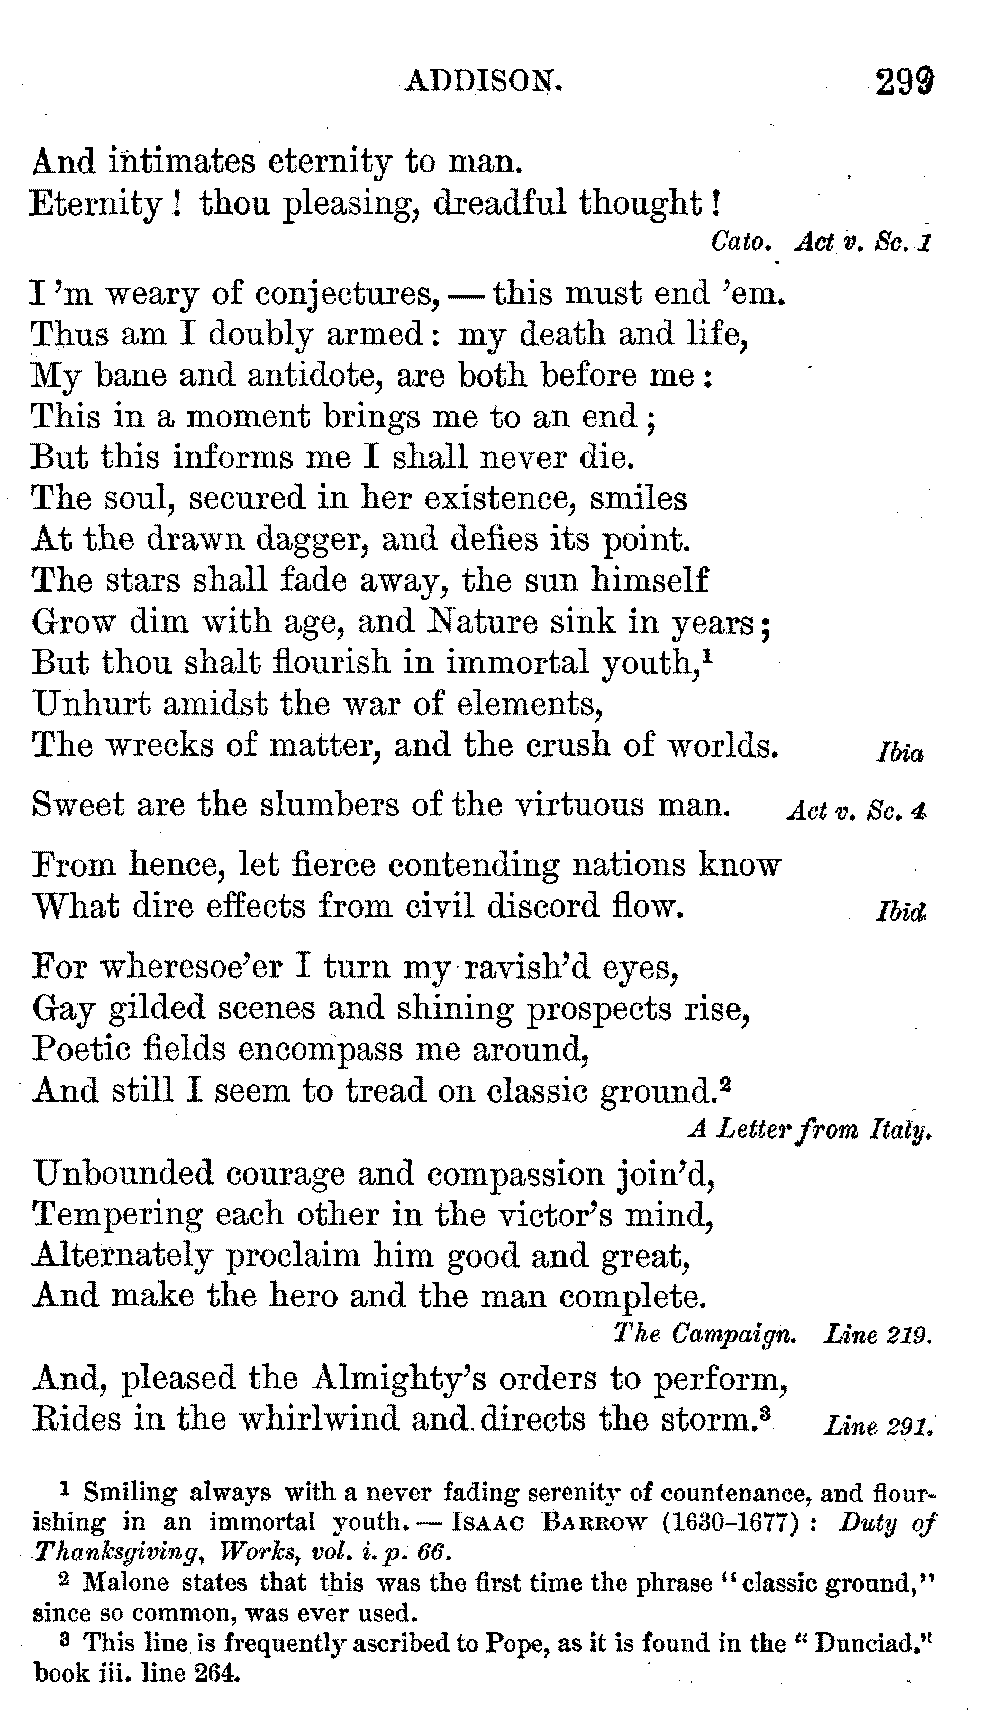 ADDISON. 299
And intimates eternity to man.
Eternity! thou pleasing, dreadful thought!
Cato. Act v. Sc. 1
I'm weary of conjectures,—this must end 'em.
Thus am I doubly armed: my death and life,
My bane and antidote, are both before me:
This in a moment brings me to an end;
But this informs me I shall never die.
The soul, secured in her existence, smiles
At the drawn dagger, and defies its point.
The stars shall fade away, the sun himself
Grow dim with age, and Nature sink in years;
But thou shalt flourish in immortal youth,¹
Unhurt amidst the war of elements,
The wrecks of matter, and the crush of worlds. Ibid
Sweet are the slumbers of the virtuous man. Act v. Sc. 4
From hence, let fierce contending nations know
What dire effects from civil discord flow. Ibid.
For wheresoe'er I turn my ravish'd eyes,
Gay gilded scenes and shining prospects rise,
Poetic fields encompass me around,
And still I seem to tread on classic ground.²
A Letter from Italy.
Unbounded courage and compassion join'd,
Tempering each other in the victor's mind,
Alternately proclaim him good and great,
And make the hero and the man complete.
The Campaign. Line 219.
And, pleased the Almighty's orders to perform,
Rides in the whirlwind and directs the storm.³ Line 291.
¹ Smiling always with a never fading serenity of countenance, and flour-
ishing in an immortal youth.—ISAAC BARROW (1630–1677): Duty of
Thanksgiving, Works, vol. i. p. 66.
² Malone states that this was the first time the phrase "classic ground,"
since so common, was ever used.
³ This line is frequently ascribed to Pope, as it is found in the "Dunciad,"
book iii. line 264.